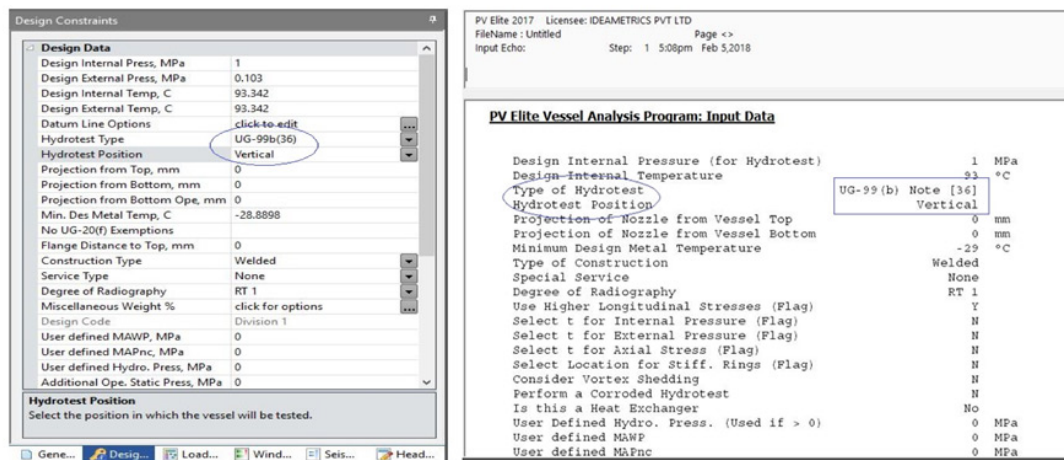 Design Constraints
Design Data
Design Internal Press, MPa 1
Design External Press, MPa 0.103
Design Internal Temp, C 93.342
Design External Temp, C 93.342
Datum Line Options click to edit ...
Hydrotest Type UG-99b(36)
Hydrotest Position Vertical
Projection from Top, mm 0
Projection from Bottom, mm 0
Projection from Bottom Ope, mm 0
Min. Des Metal Temp, C -28.8898
No UG-20(f) Exemptions
Flange Distance to Top, mm 0
Construction Type Welded
Service Type None
Degree of Radiography RT 1
Miscellaneous Weight % click for options ...
Design Code Division 1
User defined MAWP, MPa 0
User defined MAPnc, MPa 0
User defined Hydro. Press, MPa 0
Additional Ope. Static Press, MPa 0
Hydrotest Position
Select the position in which the vessel will be tested.
Gene... Desig... Load... Wind... Seis... Head...
PV Elite 2017 Licensee: IDEAMETRICS PVT LTD
FileName : Untitled Page <>
Input Echo: Step: 1 5:08pm Feb 5,2018
PV Elite Vessel Analysis Program: Input Data
Design Internal Pressure (for Hydrotest) 1 MPa
Design Internal Temperature 93 °C
Type of Hydrotest UG-99(b) Note [36]
Hydrotest Position Vertical
Projection of Nozzle from Vessel Top 0 mm
Projection of Nozzle from Vessel Bottom 0 mm
Minimum Design Metal Temperature -29 °C
Type of Construction Welded
Special Service None
Degree of Radiography RT 1
Use Higher Longitudinal Stresses (Flag) Y
Select t for Internal Pressure (Flag) N
Select t for External Pressure (Flag) N
Select t for Axial Stress (Flag) N
Select Location for Stiff. Rings (Flag) N
Consider Vortex Shedding N
Perform a Corroded Hydrotest N
Is this a Heat Exchanger No
User Defined Hydro. Press. (Used if > 0) 0 MPa
User defined MAWP 0 MPa
User defined MAPnc 0 MPa